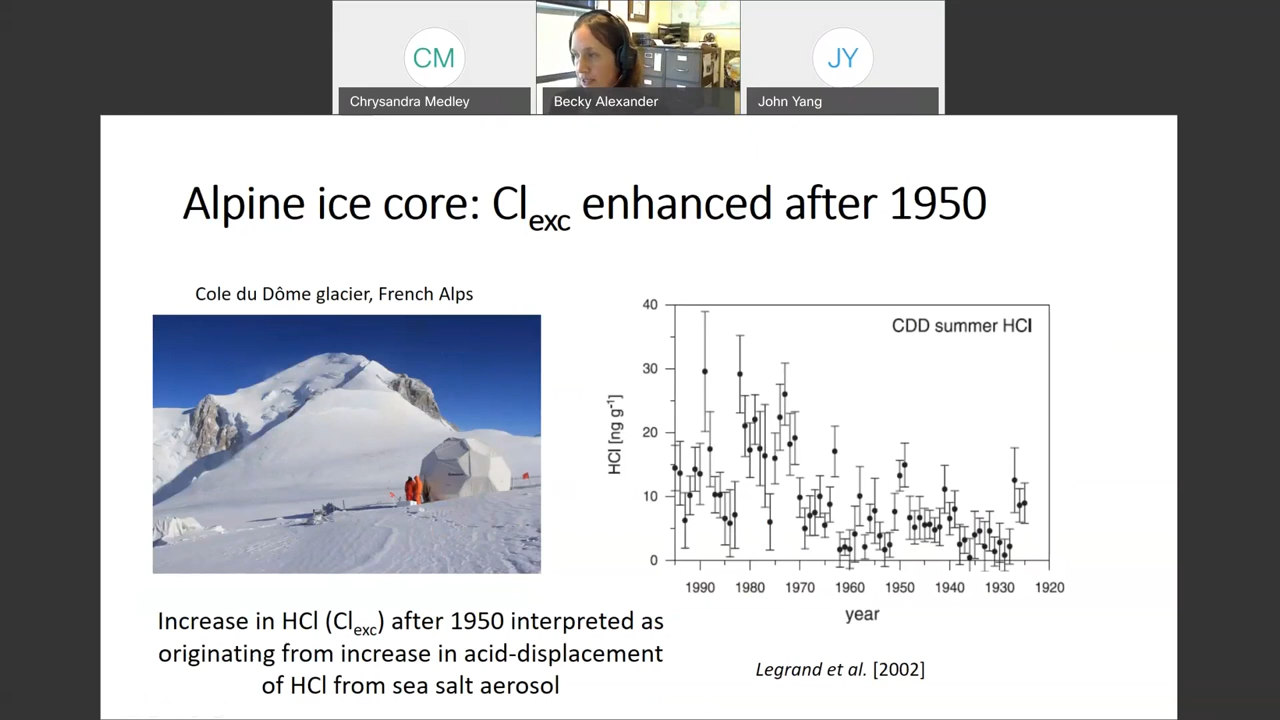 CM
Chrysandra Medley
Becky Alexander
JY
John Yang
Alpine ice core: Clexc enhanced after 1950
Cole du Dôme glacier, French Alps
CDD summer HCl
HCl [ng g-1]
40
30
20
10
0
1990 1980 1970 1960 1950 1940 1930 1920
year
Increase in HCl (Clexc) after 1950 interpreted as
originating from increase in acid-displacement
of HCl from sea salt aerosol
Legrand et al. [2002]